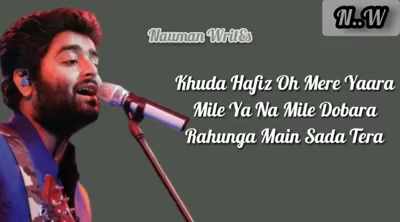 Nauman WritEs
N..W
Khuda Hafiz Oh Mere Yaara
Mile Ya Na Mile Dobara
Rahunga Main Sada Tera